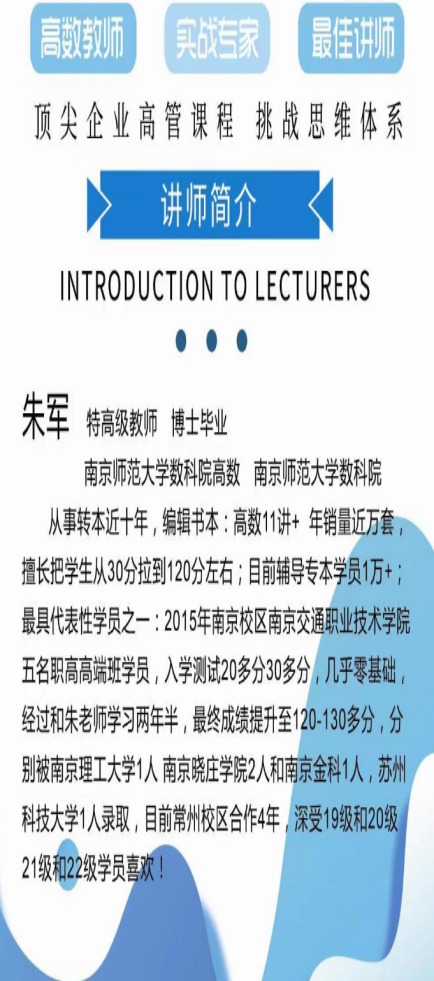 高数教师 实战专家 最佳讲师
顶尖企业高管课程 挑战思维体系
讲师简介
INTRODUCTION TO LECTURERS
朱军 特高级教师 博士毕业
南京师范大学数科院高数 南京师范大学数科院
从事转本近十年，编辑书本：高数11讲+ 年销量近万套，
擅长把学生从30分拉到120分左右；目前辅导专本学员1万+；
最具代表性学员之一：2015年南京校区南京交通职业技术学院
五名职高高端班学员，入学测试20多分30多分，几乎零基础，
经过和朱老师学习两年半，最终成绩提升至120-130多分，分
别被南京理工大学1人 南京晓庄学院2人和南京金科1人，苏州
科技大学1人录取，目前常州校区合作4年，深受19级和20级
21级和22级学员喜欢！